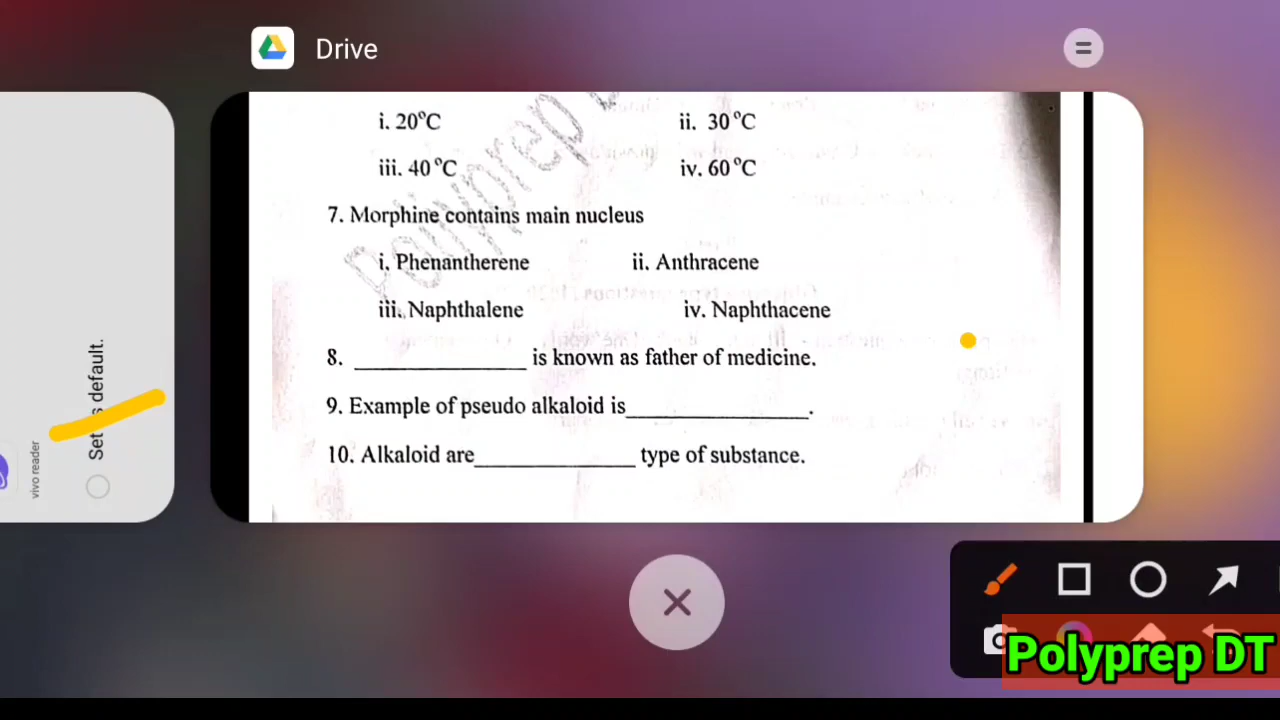 Drive
i. 20°C
ii. 30°C
iii. 40°C
iv. 60°C
7. Morphine contains main nucleus
i. Phenantherene
ii. Anthracene
iii. Naphthalene
iv. Naphthacene
8. ______________ is known as father of medicine.
9. Example of pseudo alkaloid is______________.
10. Alkaloid are______________ type of substance.
vivo reader
Set s default.
Polyprep
Polyprep DT